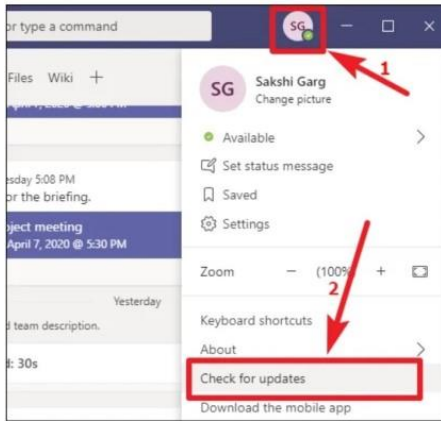 or type a command
SG
1
Files Wiki +
SG
Sakshi Garg
Change picture
Available
Set status message
Saved
Settings
Zoom - (100%) +
2
esday 5:08 PM
or the briefing.
oject meeting
April 7, 2020 @ 5:30 PM
Yesterday
d team description.
d: 30s
Keyboard shortcuts
About
Check for updates
Download the mobile app